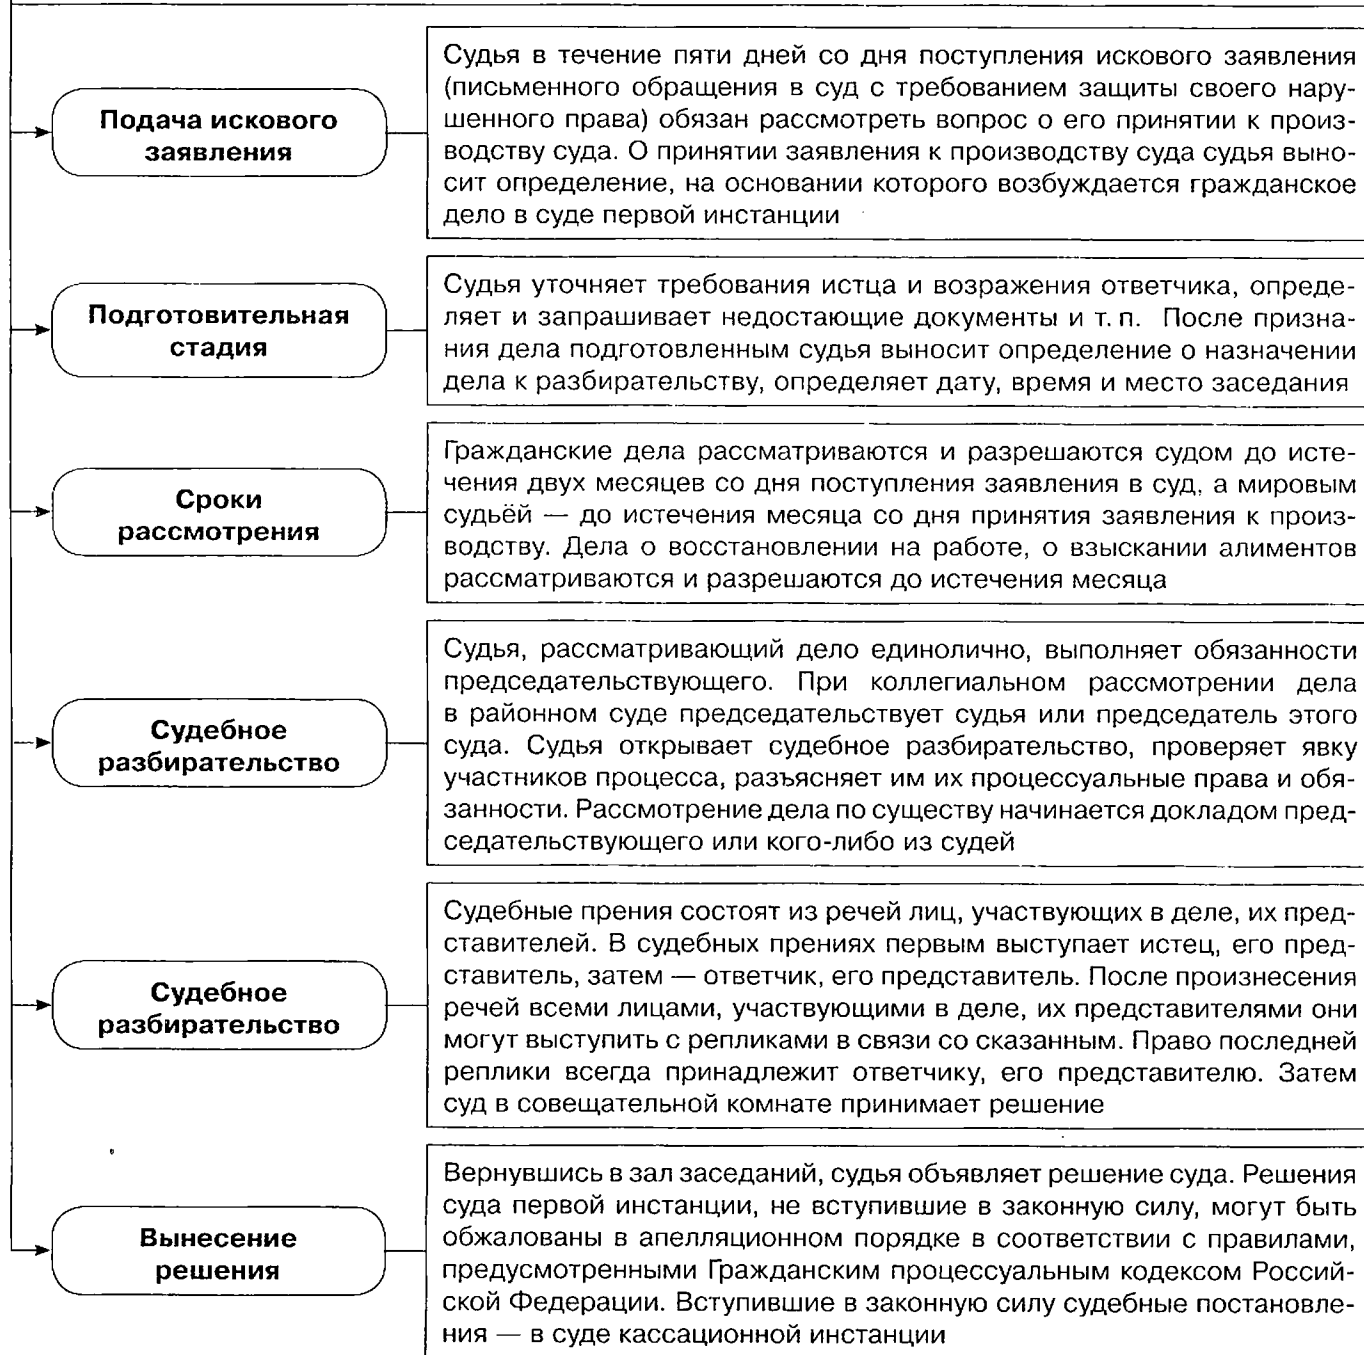 Подача искового
заявления
Судья в течение пяти дней со дня поступления искового заявления
(письменного обращения в суд с требованием защиты своего нару-
шенного права) обязан рассмотреть вопрос о его принятии к произ-
водству суда. О принятии заявления к производству суда судья выно-
сит определение, на основании которого возбуждается гражданское
дело в суде первой инстанции
Подготовительная
стадия
Судья уточняет требования истца и возражения ответчика, опреде-
ляет и запрашивает недостающие документы и т. п. После призна-
ния дела подготовленным судья выносит определение о назначении
дела к разбирательству, определяет дату, время и место заседания
Сроки
рассмотрения
Гражданские дела рассматриваются и разрешаются судом до исте-
чения двух месяцев со дня поступления заявления в суд, а мировым
судьёй — до истечения месяца со дня принятия заявления к произ-
водству. Дела о восстановлении на работе, о взыскании алиментов
рассматриваются и разрешаются до истечения месяца
Судебное
разбирательство
Судья, рассматривающий дело единолично, выполняет обязанности
председательствующего. При коллегиальном рассмотрении дела
в районном суде председательствует судья или председатель этого
суда. Судья открывает судебное разбирательство, проверяет явку
участников процесса, разъясняет им их процессуальные права и обя-
занности. Рассмотрение дела по существу начинается докладом пред-
седательствующего или кого-либо из судей
Судебное
разбирательство
Судебные прения состоят из речей лиц, участвующих в деле, их пред-
ставителей. В судебных прениях первым выступает истец, его пред-
ставитель, затем — ответчик, его представитель. После произнесения
речей всеми лицами, участвующими в деле, их представителями они
могут выступить с репликами в связи со сказанным. Право последней
реплики всегда принадлежит ответчику, его представителю. Затем
суд в совещательной комнате принимает решение
Вынесение
решения
Вернувшись в зал заседаний, судья объявляет решение суда. Решения
суда первой инстанции, не вступившие в законную силу, могут быть
обжалованы в апелляционном порядке в соответствии с правилами,
предусмотренными Гражданским процессуальным кодексом Россий-
ской Федерации. Вступившие в законную силу судебные постановле-
ния — в суде кассационной инстанции